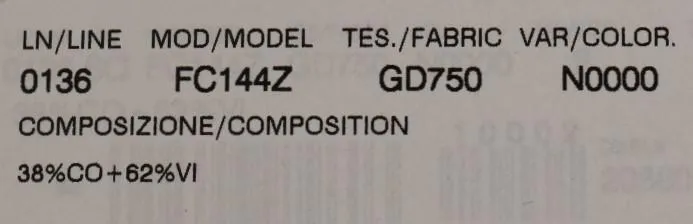 LN/LINE MOD/MODEL TES./FABRIC VAR/COLOR.
0136 FC144Z GD750 N0000
COMPOSIZIONE/COMPOSITION
38%CO+62%VI